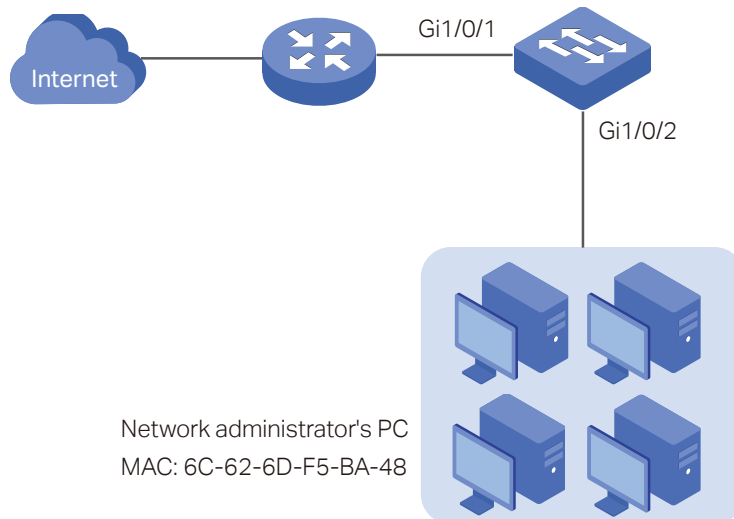 Internet
Gi1/0/1
Gi1/0/2
Network administrator's PC
MAC: 6C-62-6D-F5-BA-48